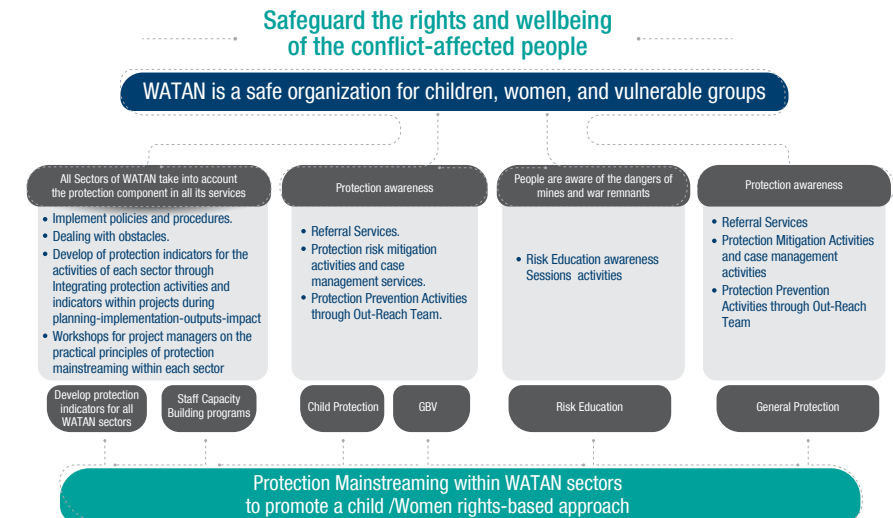 Safeguard the rights and wellbeing
of the conflict-affected people
WATAN is a safe organization for children, women, and vulnerable groups
All Sectors of WATAN take into account
the protection component in all its services
• Implement policies and procedures.
• Dealing with obstacles.
• Develop of protection indicators for the
activities of each sector through
Integrating protection activities and
indicators within projects during
planning-implementation-outputs-impact
• Workshops for project managers on the
practical principles of protection
mainstreaming within each sector
Develop protection
indicators for all
WATAN sectors
Staff Capacity
Building programs
Protection awareness
• Referral Services.
• Protection risk mitigation
activities and case
management services.
• Protection Prevention Activities
through Out-Reach Team.
Child Protection
GBV
People are aware of the dangers of
mines and war remnants
• Risk Education awareness
Sessions activities
Risk Education
Protection awareness
• Referral Services
• Protection Mitigation Activities
and case management
activities
• Protection Prevention
Activities through Out-Reach
Team
General Protection
Protection Mainstreaming within WATAN sectors
to promote a child /Women rights-based approach